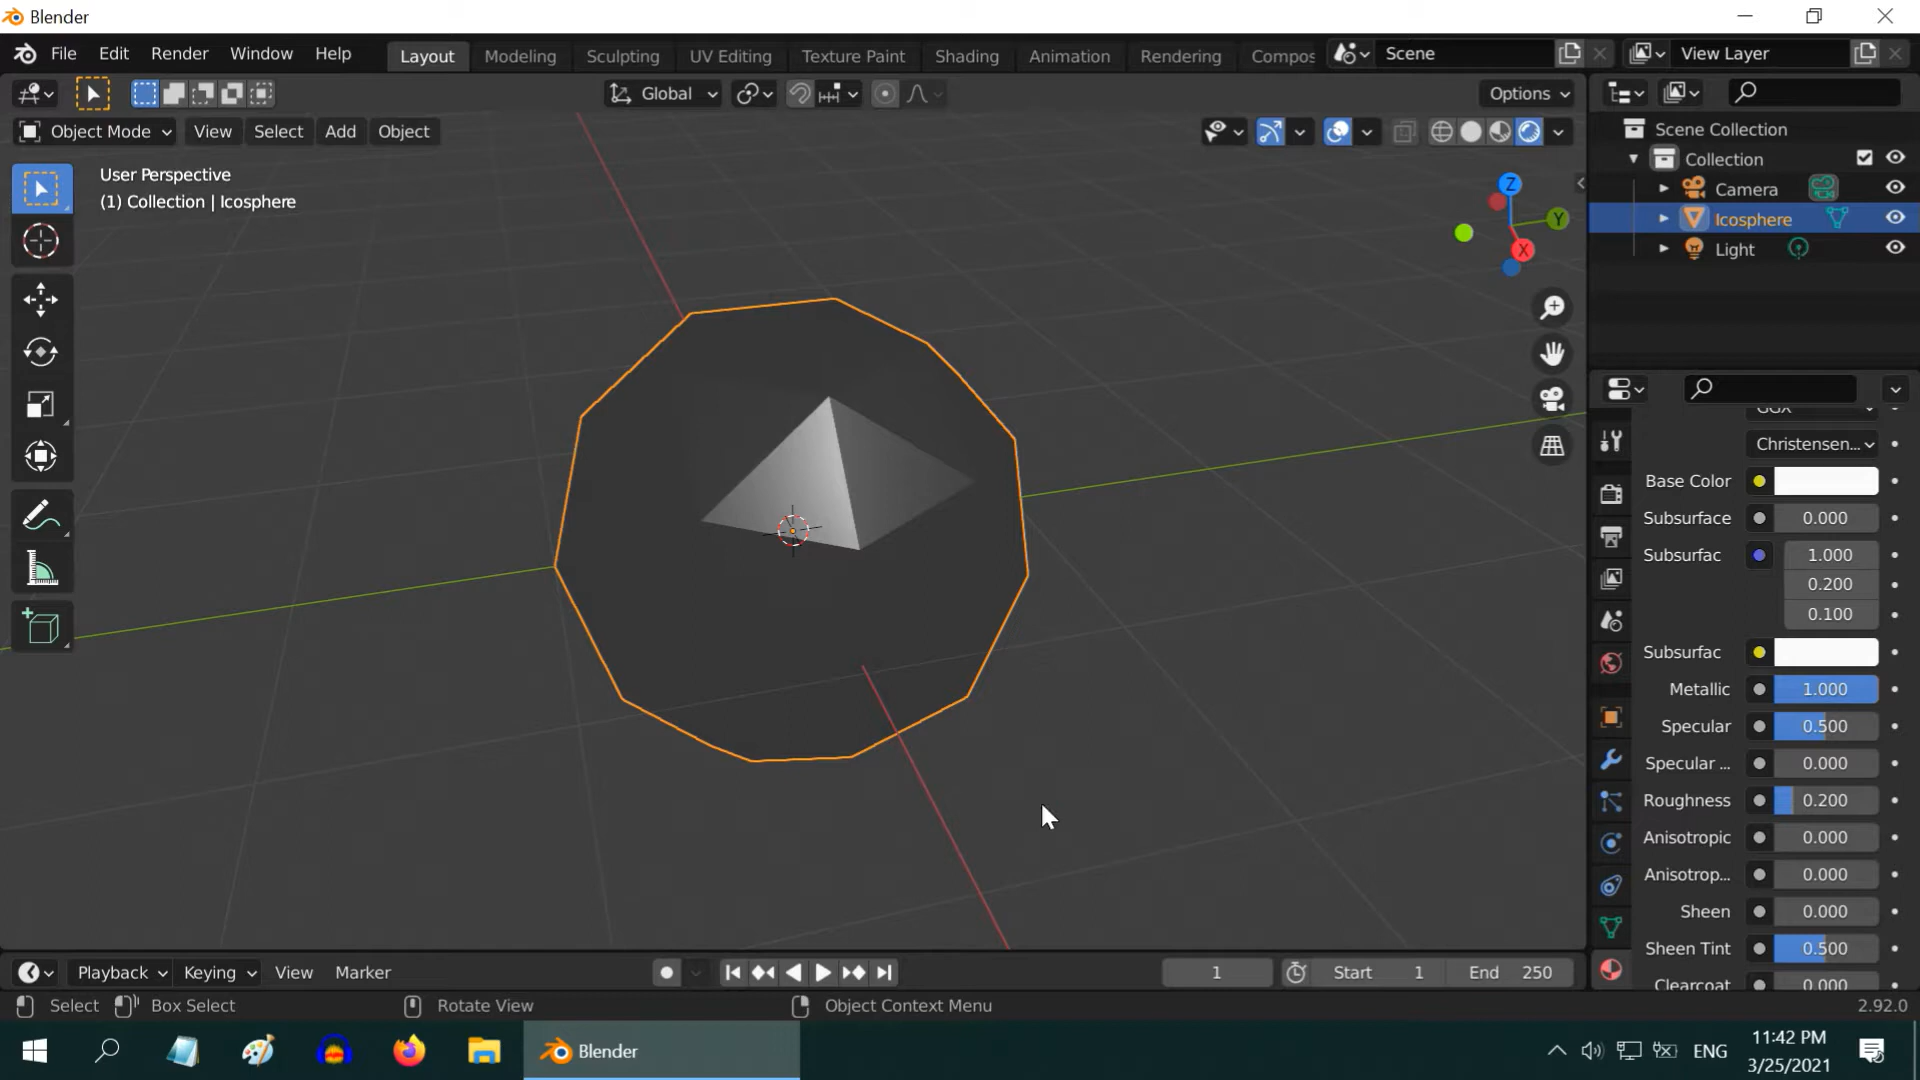 Blender
File Edit Render Window Help Layout Modeling Sculpting UV Editing Texture Paint Shading Animation Rendering Compos Scene View Layer
Global Options
Object Mode View Select Add Object
User Perspective
(1) Collection | Icosphere
Z
Y
X
Scene Collection
Collection
Camera
Icosphere
Light
GGX
Christensen...
Base Color
Subsurface 0.000
Subsurfac 1.000
0.200
0.100
Subsurfac
Metallic 1.000
Specular 0.500
Specular ... 0.000
Roughness 0.200
Anisotropic 0.000
Anisotrop... 0.000
Sheen 0.000
Sheen Tint 0.500
Clearcoat 0.000
Playback Keying View Marker 1 Start 1 End 250
Select Box Select Rotate View Object Context Menu 2.92.0
Blender ENG
11:42 PM
3/25/2021